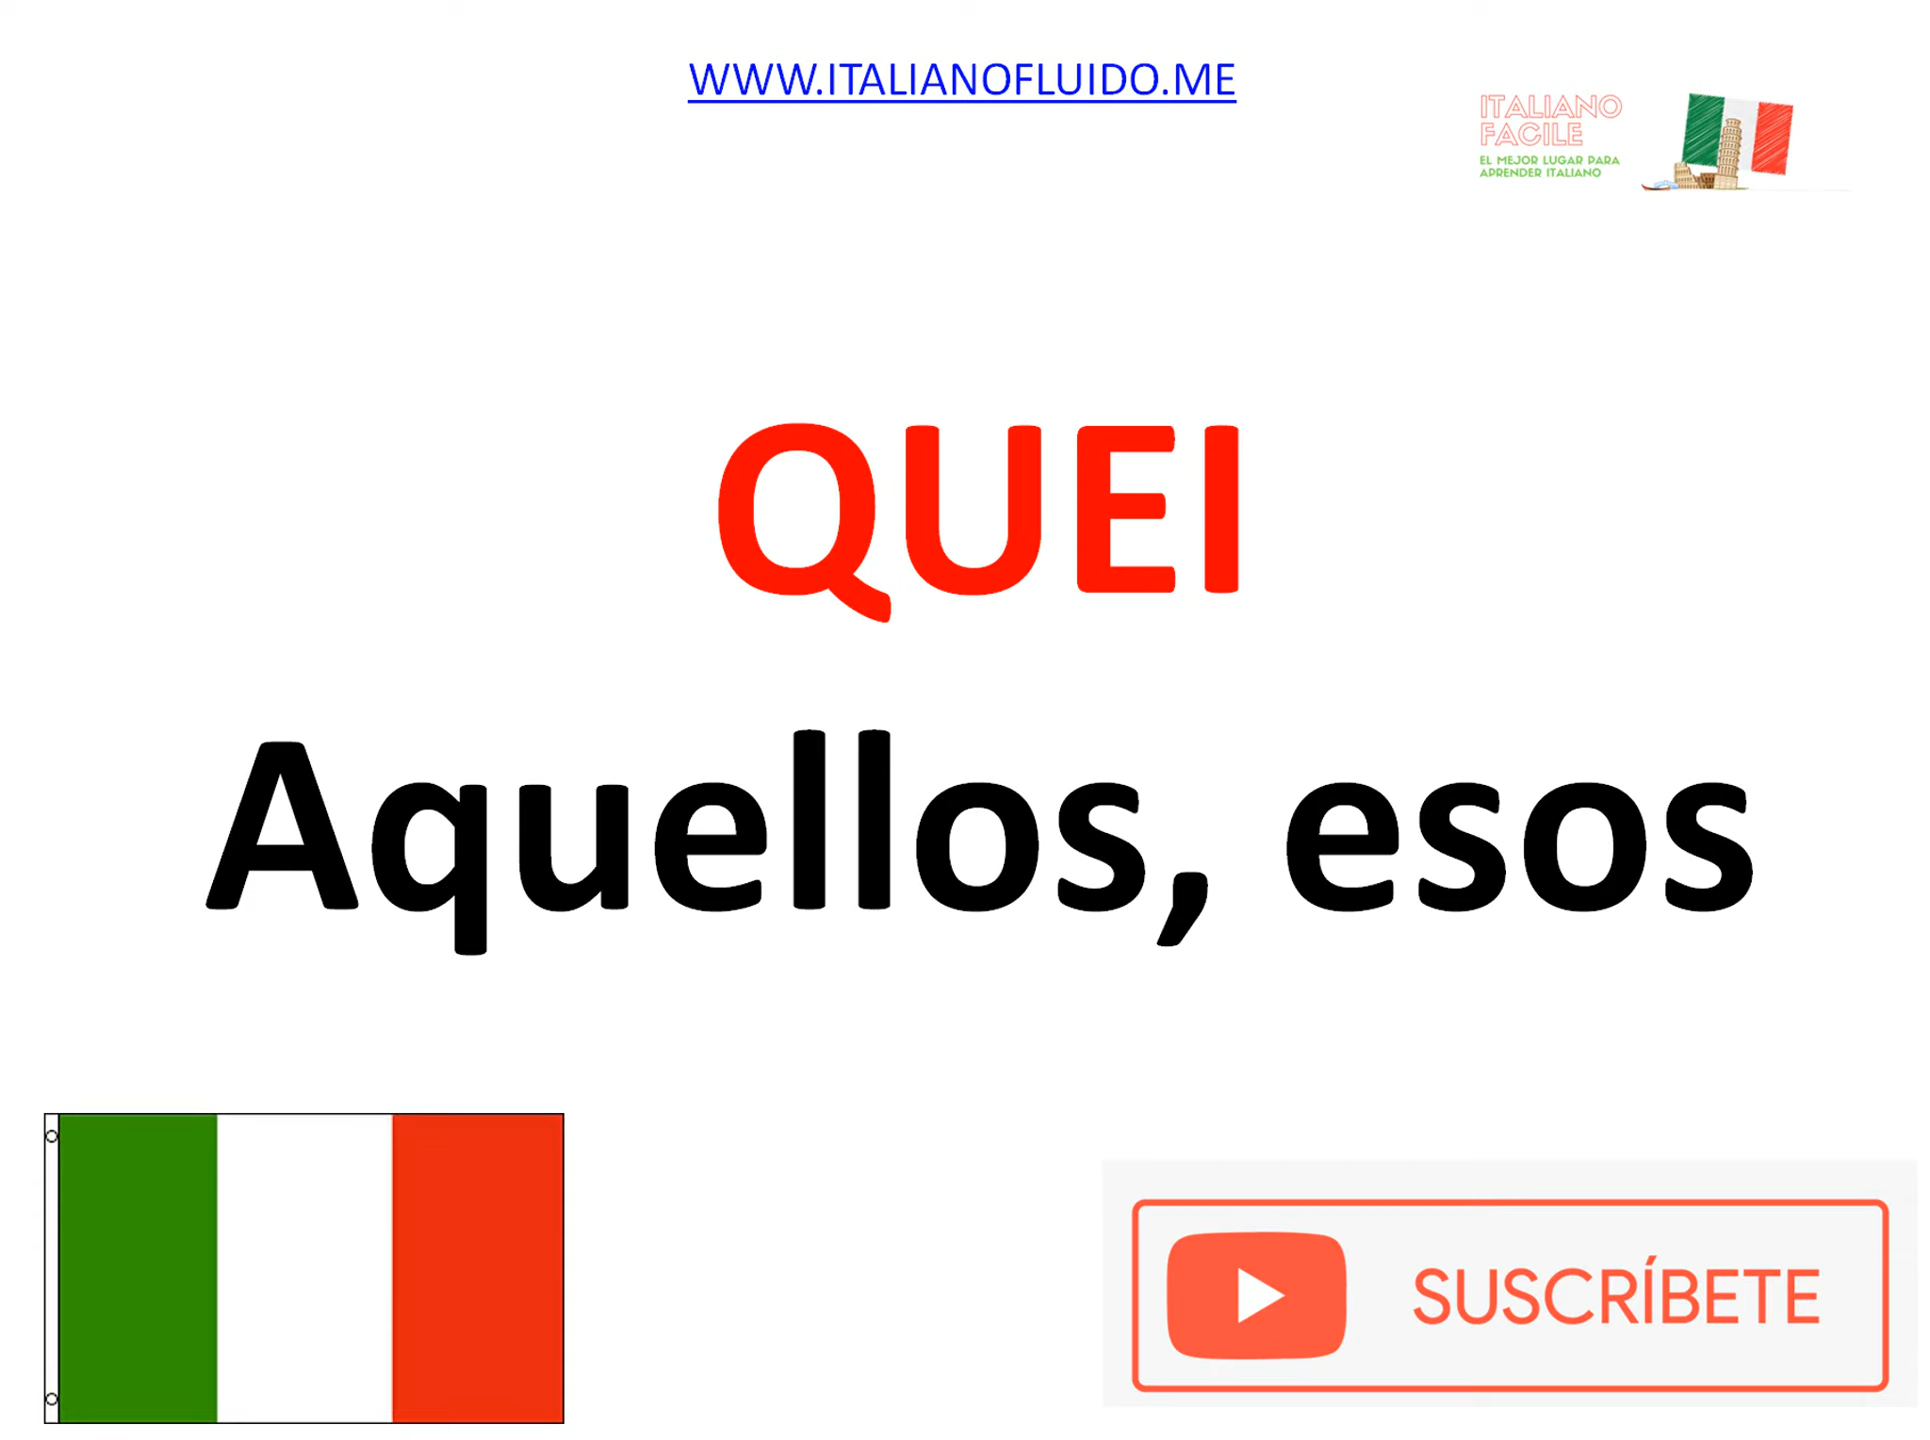 WWW.ITALIANOFLUIDO.ME
ITALIANO
FACILE
EL MEJOR LUGAR PARA
APRENDER ITALIANO
QUEI
Aquellos, esos
SUSCRÍBETE